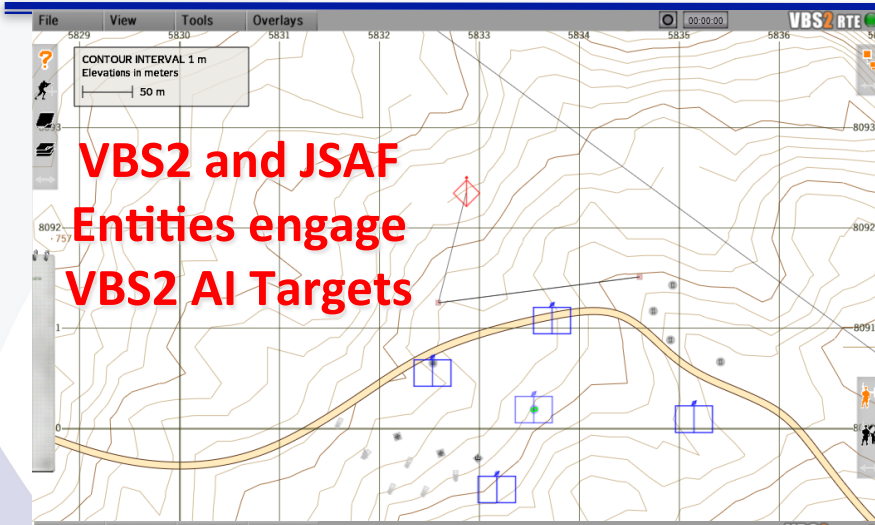 File View Tools Overlays 00:00:00 VBS2 RTE
5829 5830 5831 5832 5833 5834 5835 5836
CONTOUR INTERVAL 1 m
Elevations in meters
50 m
?
8093
VBS2 and JSAF
Entities engage
VBS2 AI Targets
8092 8092
757
1 8091
0